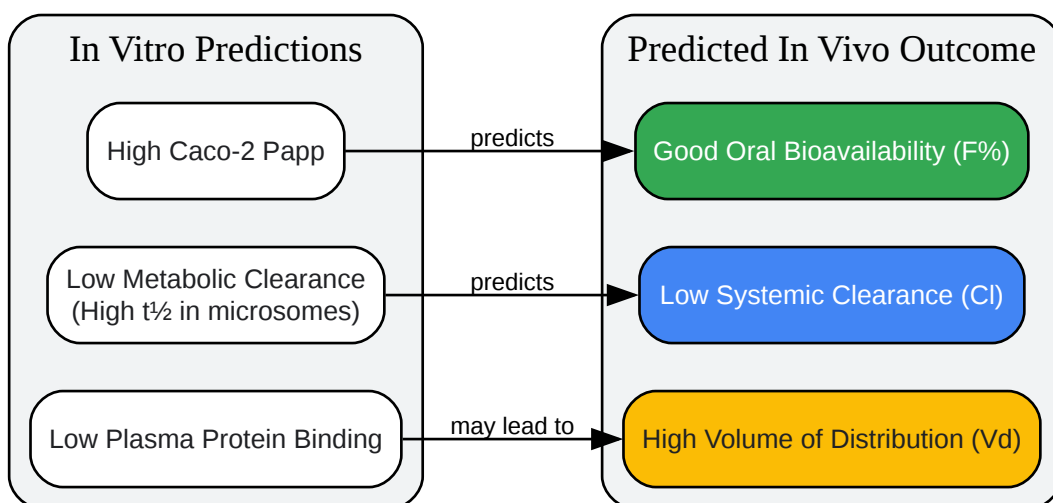 In Vitro Predictions
Predicted In Vivo Outcome
High Caco-2 Papp
predicts
Good Oral Bioavailability (F%)
Low Metabolic Clearance
(High t½ in microsomes)
predicts
Low Systemic Clearance (Cl)
Low Plasma Protein Binding
may lead to
High Volume of Distribution (Vd)